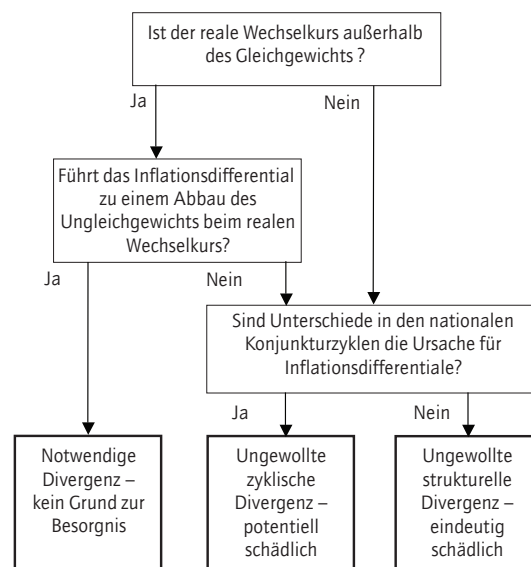 Ist der reale Wechselkurs außerhalb
des Gleichgewichts ?
Ja
Nein
Führt das Inflationsdifferential
zu einem Abbau des
Ungleichgewichts beim realen
Wechselkurs?
Ja
Nein
Sind Unterschiede in den nationalen
Konjunkturzyklen die Ursache für
Inflationsdifferentiale?
Ja
Nein
Notwendige
Divergenz –
kein Grund zur
Besorgnis
Ungewollte
zyklische
Divergenz –
potentiell
schädlich
Ungewollte
strukturelle
Divergenz –
eindeutig
schädlich